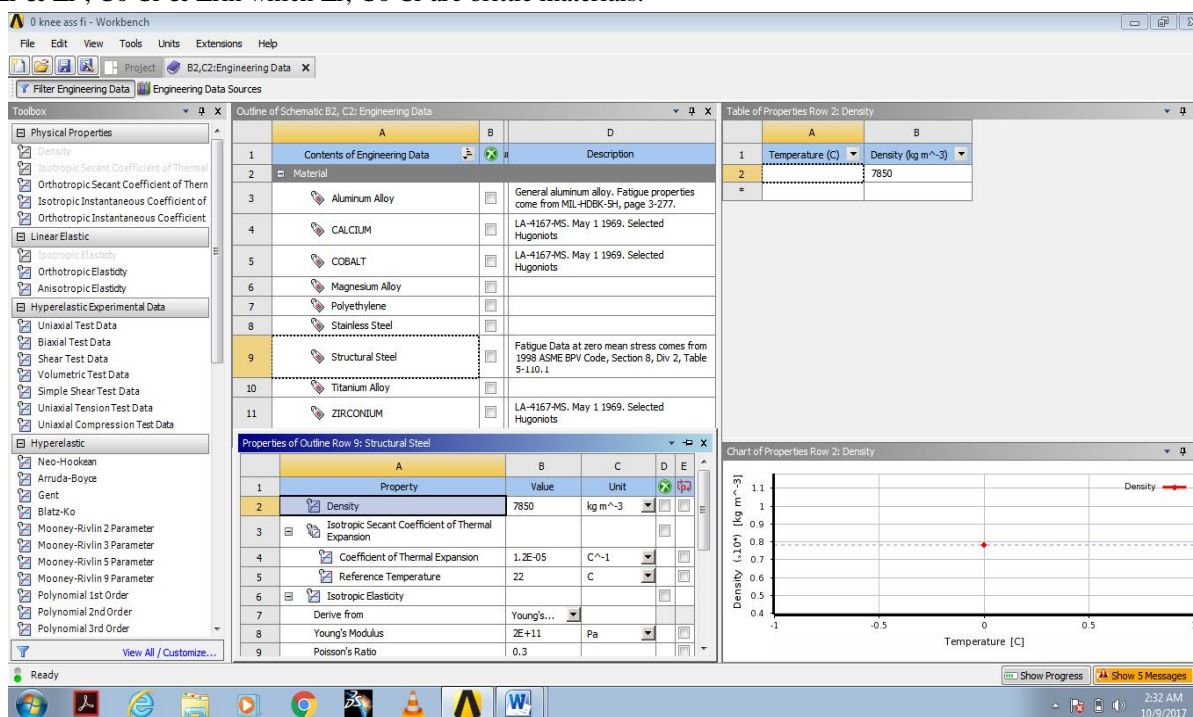 0 knee ass fi - Workbench
File Edit View Tools Units Extensions Help
Project B2,C2:Engineering Data X
Filter Engineering Data Engineering Data Sources
Toolbox
Physical Properties
Density
Isotropic Secant Coefficient of Thermal
Orthotropic Secant Coefficient of Thern
Isotropic Instantaneous Coefficient of
Orthotropic Instantaneous Coefficient
Linear Elastic
Isotropic Elasticity
Orthotropic Elasticity
Anisotropic Elasticity
Hyperelastic Experimental Data
Uniaxial Test Data
Biaxial Test Data
Shear Test Data
Volumetric Test Data
Simple Shear Test Data
Uniaxial Tension Test Data
Uniaxial Compression Test Data
Hyperelastic
Neo-Hookean
Arruda-Boyce
Gent
Blatz-Ko
Mooney-Rivlin 2 Parameter
Mooney-Rivlin 3 Parameter
Mooney-Rivlin 5 Parameter
Mooney-Rivlin 9 Parameter
Polynomial 1st Order
Polynomial 2nd Order
Polynomial 3rd Order
View All / Customize...
Outline of Schematic B2, C2: Engineering Data
A B D
1 Contents of Engineering Data Description
2 Material
3 Aluminum Alloy General aluminum alloy. Fatigue properties
come from MIL-HDBK-5H, page 3-277.
4 CALCIUM LA-4167-MS. May 1 1969. Selected
Hugoniots
5 COBALT LA-4167-MS. May 1 1969. Selected
Hugoniots
6 Magnesium Alloy
7 Polyethylene
8 Stainless Steel
9 Structural Steel Fatigue Data at zero mean stress comes from
1998 ASME BPV Code, Section 8, Div 2, Table
5-110.1
10 Titanium Alloy
11 ZIRCONIUM LA-4167-MS. May 1 1969. Selected
Hugoniots
Properties of Outline Row 9: Structural Steel
A B C D E
1 Property Value Unit
2 Density 7850 kg m^-3
3 Isotropic Secant Coefficient of Thermal
Expansion
4 Coefficient of Thermal Expansion 1.2E-05 C^-1
5 Reference Temperature 22 C
6 Isotropic Elasticity
7 Derive from Young's...
8 Young's Modulus 2E+11 Pa
9 Poisson's Ratio 0.3
Table of Properties Row 2: Density
A B
1 Temperature (C) Density (kg m^-3)
2 7850
*
Chart of Properties Row 2: Density
Density (x10⁴) [kg m^-3]
1.1
1
0.9
0.8
0.7
0.6
0.5
0.4
Density
-1 -0.5 0 0.5
Temperature [C]
Ready
Show Progress Show 5 Messages
2:32 AM
10/9/2017